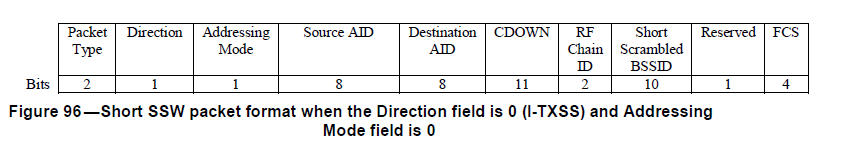 Packet Type Direction Addressing Mode Source AID Destination AID CDOWN RF Chain ID Short Scrambled BSSID Reserved FCS
Bits 2 1 1 8 8 11 2 10 1 4
Figure 96—Short SSW packet format when the Direction field is 0 (I-TXSS) and Addressing
Mode field is 0